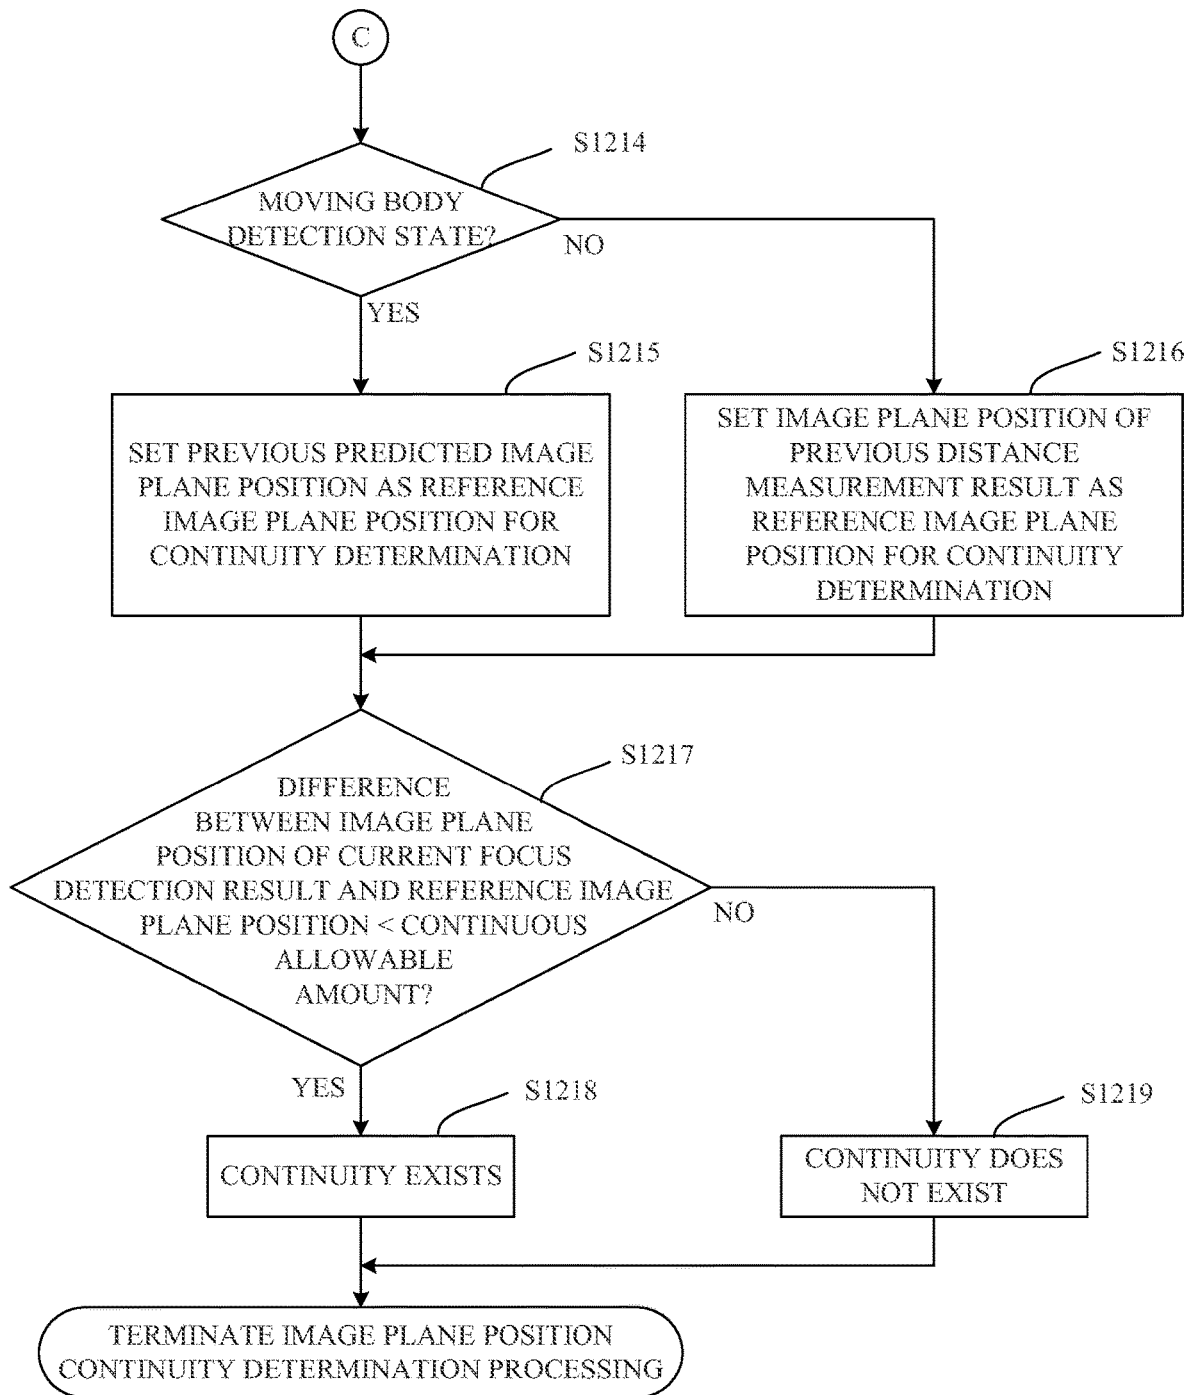 C
S1214
MOVING BODY
DETECTION STATE?
NO
YES
S1215
S1216
SET PREVIOUS PREDICTED IMAGE
PLANE POSITION AS REFERENCE
IMAGE PLANE POSITION FOR
CONTINUITY DETERMINATION
SET IMAGE PLANE POSITION OF
PREVIOUS DISTANCE
MEASUREMENT RESULT AS
REFERENCE IMAGE PLANE
POSITION FOR CONTINUITY
DETERMINATION
S1217
DIFFERENCE
BETWEEN IMAGE PLANE
POSITION OF CURRENT FOCUS
DETECTION RESULT AND REFERENCE IMAGE
PLANE POSITION < CONTINUOUS
ALLOWABLE
AMOUNT?
NO
YES
S1218
S1219
CONTINUITY EXISTS
CONTINUITY DOES
NOT EXIST
TERMINATE IMAGE PLANE POSITION
CONTINUITY DETERMINATION PROCESSING